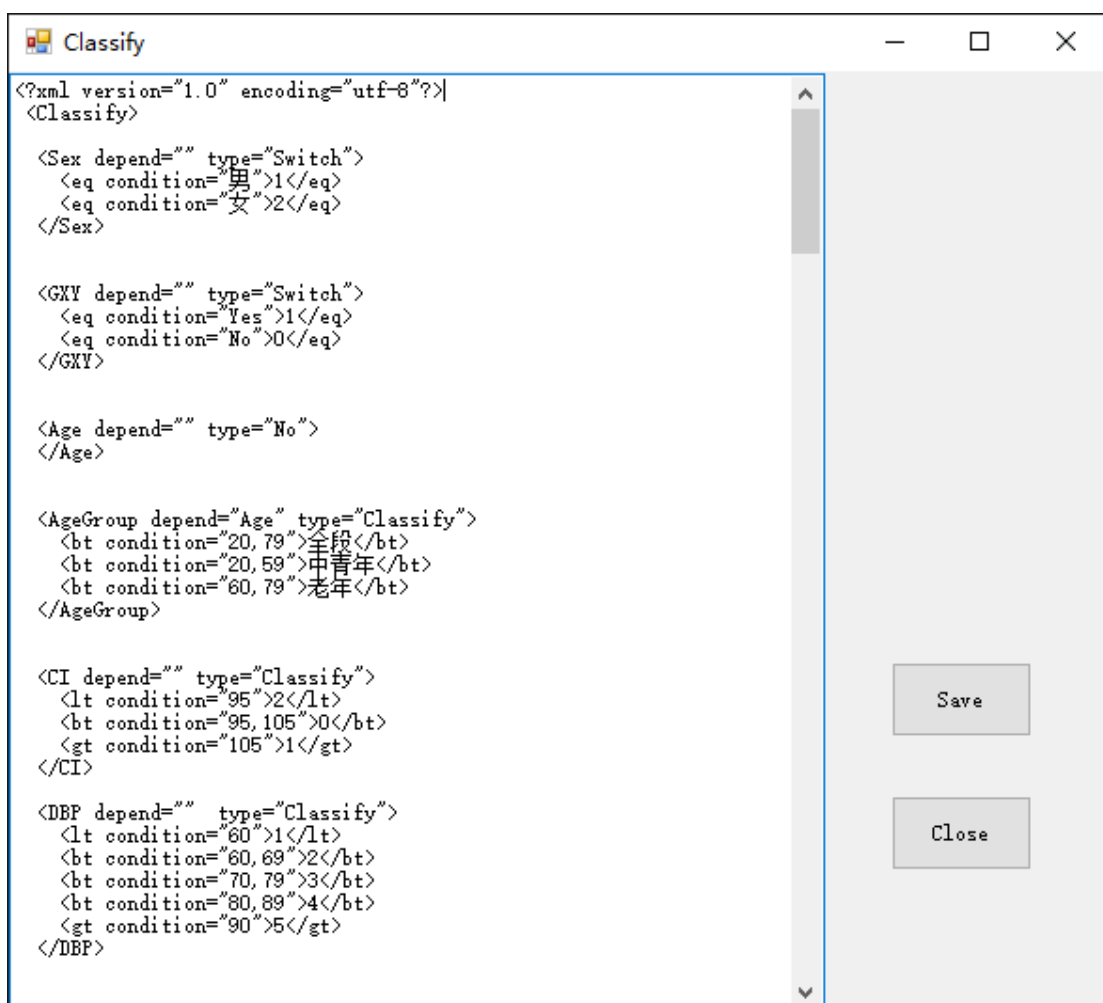 Classify
<?xml version="1.0" encoding="utf-8"?>
<Classify>
<Sex depend="" type="Switch">
<eq condition="男">1</eq>
<eq condition="女">2</eq>
</Sex>
<GXY depend="" type="Switch">
<eq condition="Yes">1</eq>
<eq condition="No">0</eq>
</GXY>
<Age depend="" type="No">
</Age>
<AgeGroup depend="Age" type="Classify">
<bt condition="20,79">全段</bt>
<bt condition="20,59">中青年</bt>
<bt condition="60,79">老年</bt>
</AgeGroup>
<CI depend="" type="Classify">
<lt condition="95">2</lt>
<bt condition="95,105">0</bt>
<gt condition="105">1</gt>
</CI>
<DBP depend=""  type="Classify">
<lt condition="60">1</lt>
<bt condition="60,69">2</bt>
<bt condition="70,79">3</bt>
<bt condition="80,89">4</bt>
<gt condition="90">5</gt>
</DBP>
Save
Close